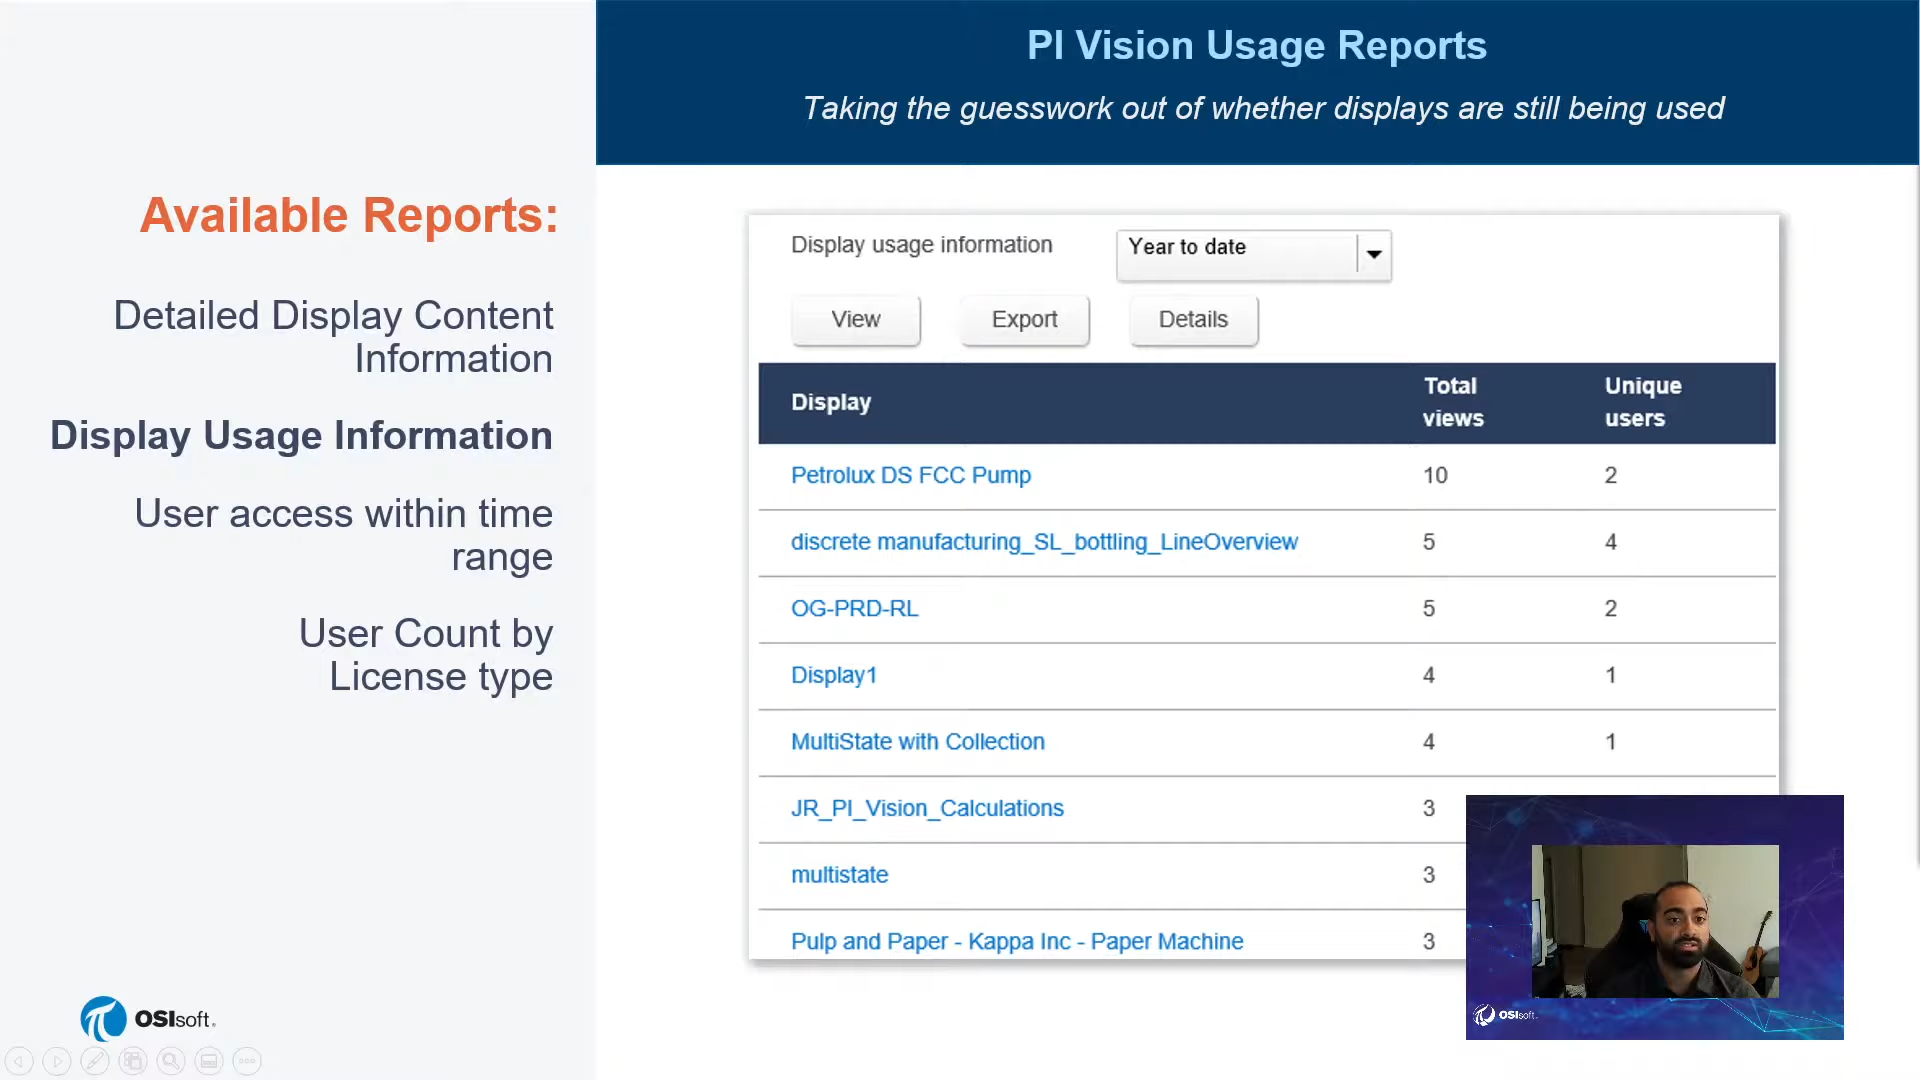 PI Vision Usage Reports
Taking the guesswork out of whether displays are still being used
Available Reports:
Detailed Display Content
Information
Display Usage Information
User access within time
range
User Count by
License type
Display usage information
Year to date
View Export Details
Display Total views Unique users
Petrolux DS FCC Pump 10 2
discrete manufacturing_SL_bottling_LineOverview 5 4
OG-PRD-RL 5 2
Display1 4 1
MultiState with Collection 4 1
JR_PI_Vision_Calculations 3
multistate 3
Pulp and Paper - Kappa Inc - Paper Machine 3
OSIsoft.
OSIsoft.